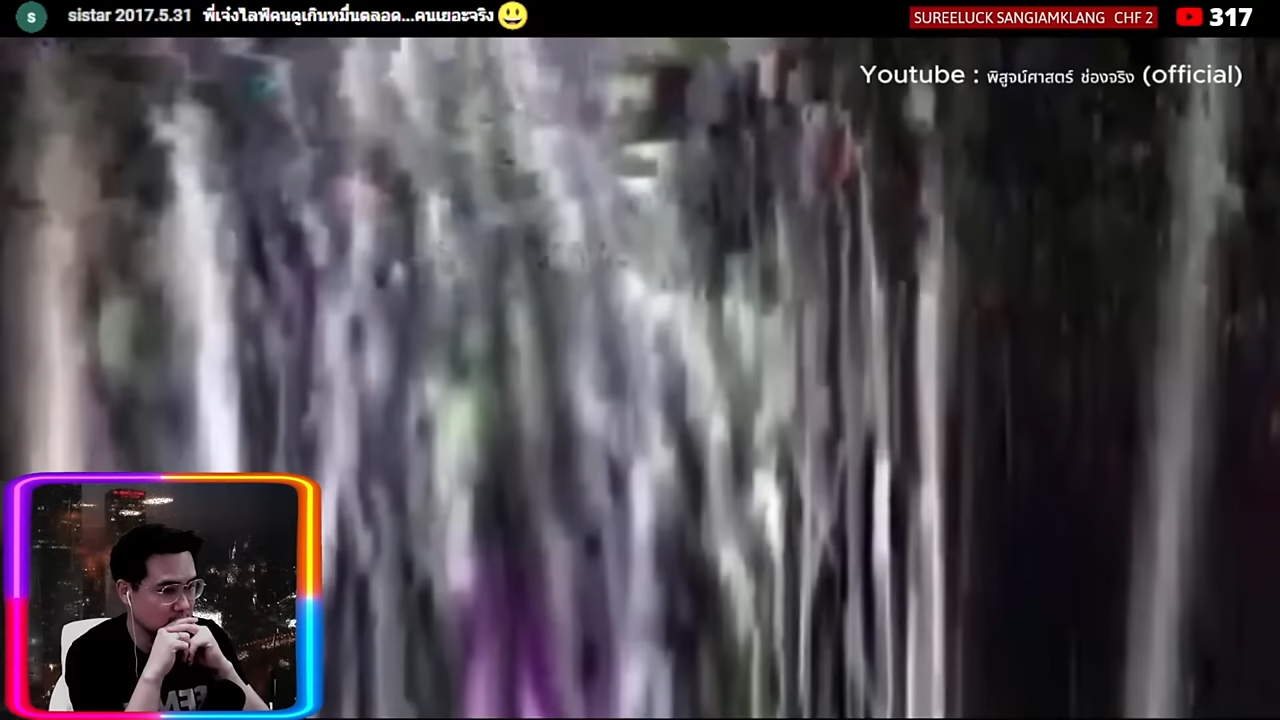 S sistar 2017.5.31 พี่เจ๋งไลฟ์คนดูเกินหมื่นตลอด...คนเยอะจริง
SUREELUCK SANGIAMKLANG CHF 2
317
Youtube : พิสูจน์ศาสตร์ ช่องจริง (official)